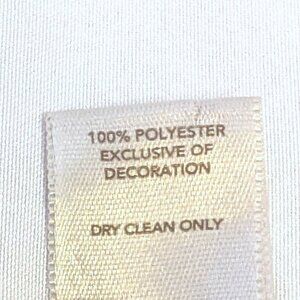 100% POLYESTER
EXCLUSIVE OF
DECORATION
DRY CLEAN ONLY